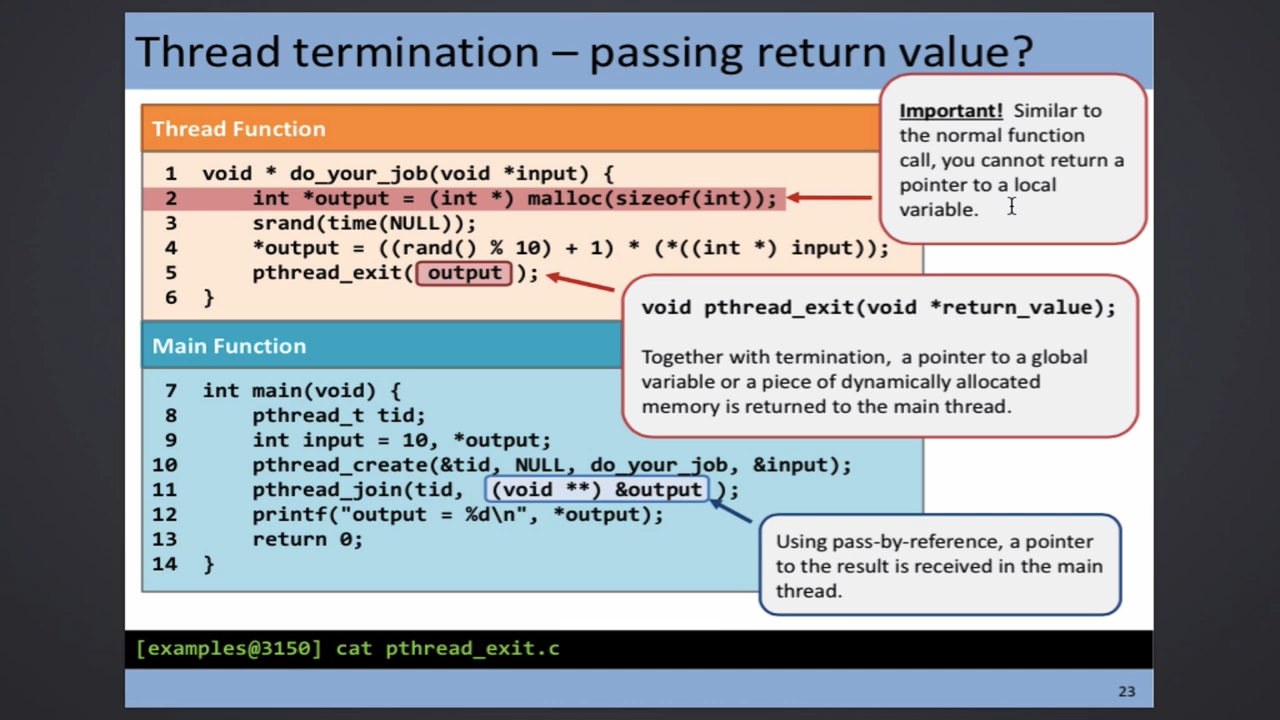 Thread termination – passing return value?
Important! Similar to
the normal function
call, you cannot return a
pointer to a local
variable.
Thread Function
1 void * do_your_job(void *input) {
2 int *output = (int *) malloc(sizeof(int));
3 srand(time(NULL));
4 *output = ((rand() % 10) + 1) * (*((int *) input));
5 pthread_exit( output );
6 }
void pthread_exit(void *return_value);
Together with termination, a pointer to a global
variable or a piece of dynamically allocated
memory is returned to the main thread.
Main Function
7 int main(void) {
8 pthread_t tid;
9 int input = 10, *output;
10 pthread_create(&tid, NULL, do_your_job, &input);
11 pthread_join(tid, (void **) &output );
12 printf("output = %d\n", *output);
13 return 0;
14 }
Using pass-by-reference, a pointer
to the result is received in the main
thread.
[examples@3150] cat pthread_exit.c
23